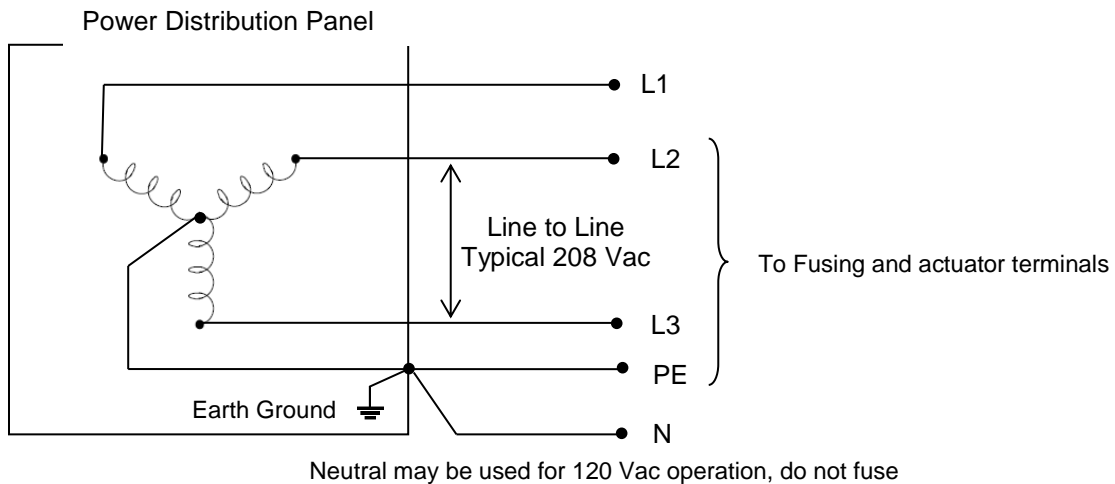 Power Distribution Panel
L1
L2
Line to Line
Typical 208 Vac
To Fusing and actuator terminals
L3
PE
Earth Ground
N
Neutral may be used for 120 Vac operation, do not fuse